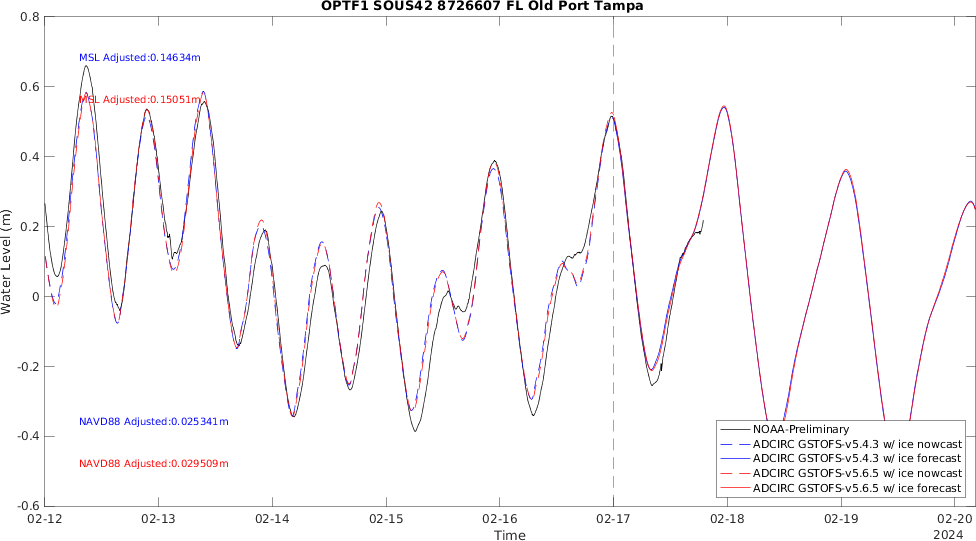 OPTF1 SOUS42 8726607 FL Old Port Tampa
0.8
0.6
0.4
0.2
0
-0.2
-0.4
-0.6
Water Level (m)
MSL Adjusted:0.14634m
MSL Adjusted:0.15051m
NAVD88 Adjusted:0.025341m
NAVD88 Adjusted:0.029509m
NOAA-Preliminary
ADCIRC GSTOFS-v5.4.3 w/ ice nowcast
ADCIRC GSTOFS-v5.4.3 w/ ice forecast
ADCIRC GSTOFS-v5.6.5 w/ ice nowcast
ADCIRC GSTOFS-v5.6.5 w/ ice forecast
02-12 02-13 02-14 02-15 02-16 02-17 02-18 02-19 02-20
Time
2024